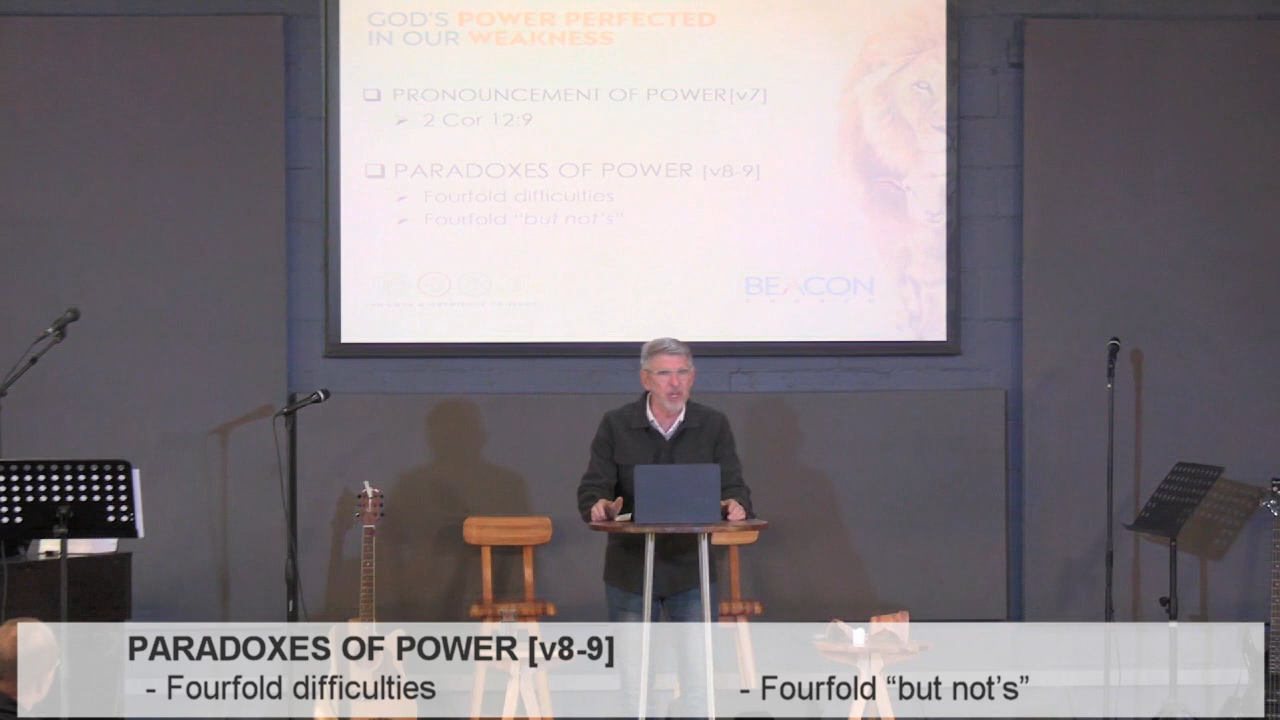 GOD'S POWER PERFECTED
IN OUR WEAKNESS
❑ PRONOUNCEMENT OF POWER[v7]
➢ 2 Cor 12:9
❑ PARADOXES OF POWER [v8-9]
➢ Fourfold difficulties
➢ Fourfold “but not’s”
BEACON
PARADOXES OF POWER [v8-9]
- Fourfold difficulties
- Fourfold “but not’s”